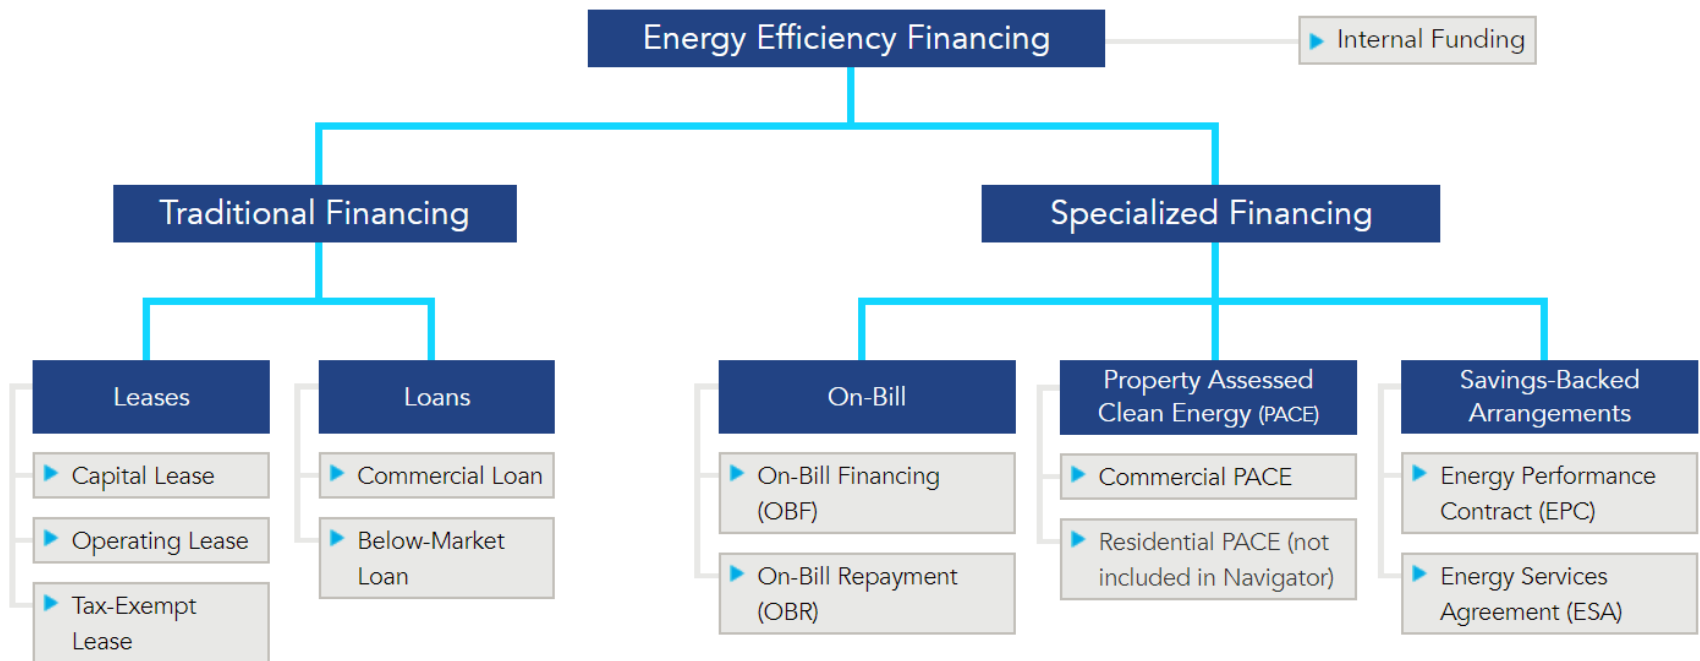 Energy Efficiency Financing
Internal Funding
Traditional Financing
Specialized Financing
Leases
Capital Lease
Operating Lease
Tax-Exempt
Lease
Loans
Commercial Loan
Below-Market
Loan
On-Bill
On-Bill Financing
(OBF)
On-Bill Repayment
(OBR)
Property Assessed
Clean Energy (PACE)
Commercial PACE
Residential PACE (not
included in Navigator)
Savings-Backed
Arrangements
Energy Performance
Contract (EPC)
Energy Services
Agreement (ESA)